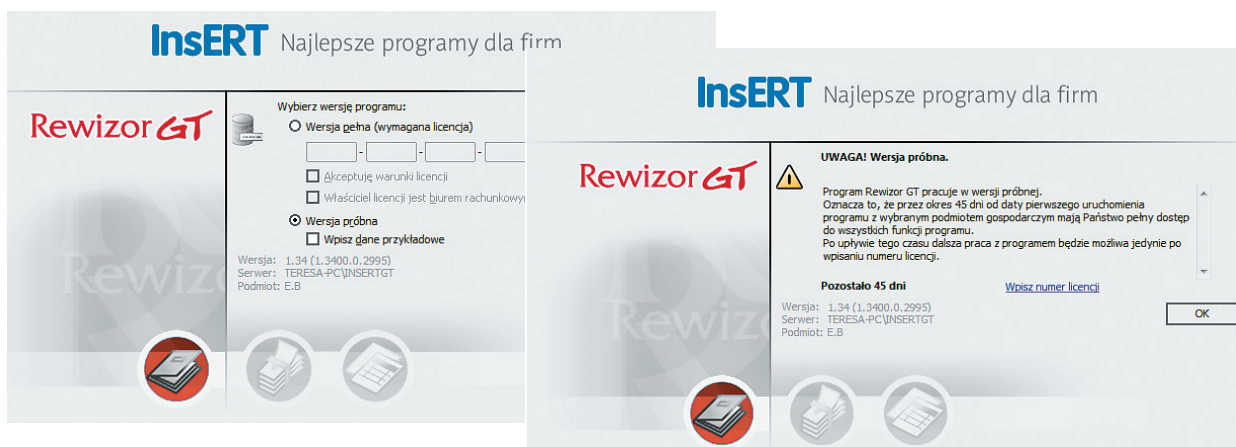 InsERT Najlepsze programy dla firm
Rewizor GT
Wybierz wersję programu:
Wersja pełna (wymagana licencja)
- - -
Akceptuję warunki licencji
Właściciel licencji jest biurem
Wersja próbna
Wpisz dane przykładowe
Wersja: 1.34 (1.3400.0.2995)
Serwer: TERESA-PC\INSERTGT
Podmiot: E.B
InsERT Najlepsze programy dla firm
Rewizor GT
UWAGA! Wersja próbna.
Program Rewizor GT pracuje w wersji próbnej.
Oznacza to, że przez okres 45 dni od daty pierwszego uruchomienia
programu z wybranym podmiotem gospodarczym mają Państwo pełny dostęp
do wszystkich funkcji programu.
Po upływie tego czasu dalsza praca z programem będzie możliwa jedynie po
wpisaniu numeru licencji.
Pozostało 45 dni Wpisz numer licencji
Wersja: 1.34 (1.3400.0.2995)
Serwer: TERESA-PC\INSERTGT
Podmiot: E.B
OK